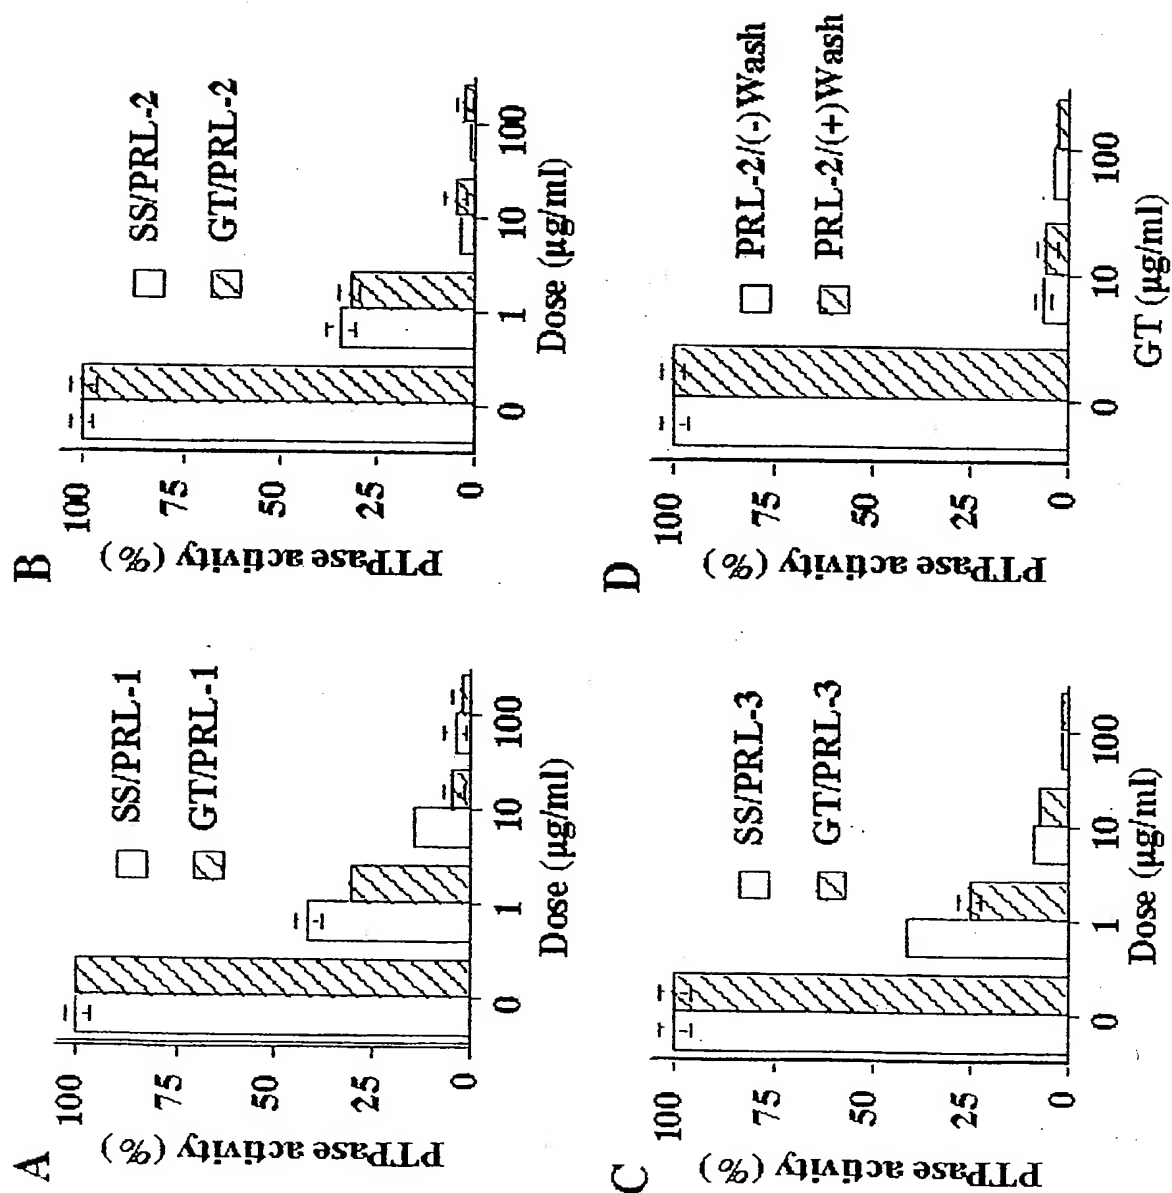 A
PTPase activity (%)
100
75
50
25
0
SS/PRL-1
GT/PRL-1
0 1 10 100
Dose (µg/ml)
B
PTPase activity (%)
100
75
50
25
0
SS/PRL-2
GT/PRL-2
0 1 10 100
Dose (µg/ml)
C
PTPase activity (%)
100
75
50
25
0
SS/PRL-3
GT/PRL-3
0 1 10 100
Dose (µg/ml)
D
PTPase activity (%)
100
75
50
25
0
PRL-2/(-)Wash
PRL-2/(+)Wash
0 10 100
GT (µg/ml)